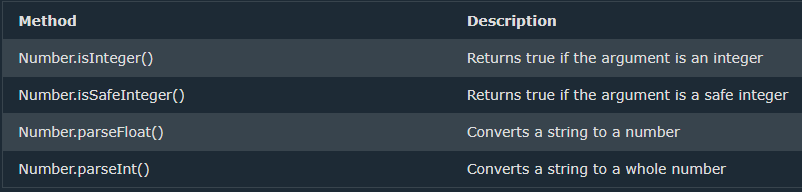 Method Description
Number.isInteger() Returns true if the argument is an integer
Number.isSafeInteger() Returns true if the argument is a safe integer
Number.parseFloat() Converts a string to a number
Number.parseInt() Converts a string to a whole number